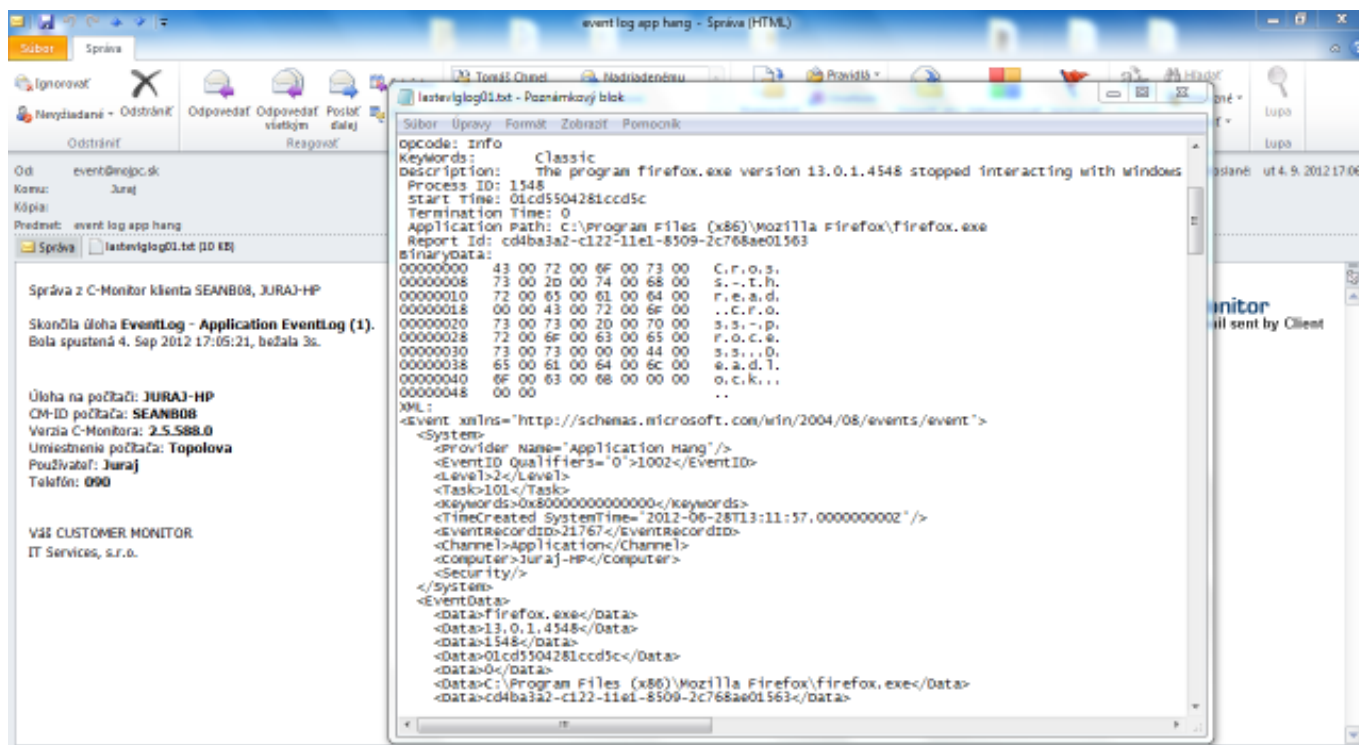 event log app hang - Správa (HTML)
Súbor Správa
Ignorovať
Nevyžiadané
Odstrániť
Odpovedať Odpovedať všetkým Poslať ďalej
Tomáš Chmel
Nadriadenému
Pravidlá
Hľadať
Lupa
Odstrániť
Reagovať
Lupa
Od: event@mojpc.sk
Odoslané: ut 4. 9. 2012 17:06
Komu: Juraj
Kópia:
Predmet: event log app hang
Správa
Správa z C-Monitor klienta SEANB08, JURAJ-HP
Skončila úloha EventLog - Application EventLog (1).
Bola spustená 4. Sep 2012 17:05:21, bežala 3s.
Úloha na počítači: JURAJ-HP
CM-ID počítača: SEANB08
Verzia C-Monitora: 2.5.588.0
Umiestnenie počítača: Topolova
Používateľ: Juraj
Telefón: 090
Váš CUSTOMER MONITOR
IT Services, s.r.o.
nitor
il sent by Client
lastevlglog01.txt - Poznámkový blok
Súbor Úpravy Formát Zobraziť Pomocník
Opcode: Info
Keywords: Classic
Description: The program firefox.exe version 13.0.1.4548 stopped interacting with Windows
Process ID: 1548
Start Time: 01cd5504281ccd5c
Termination Time: 0
Application Path: C:\Program Files (x86)\Mozilla Firefox\firefox.exe
Report Id: cd4ba3a2-c122-11e1-8509-2c768ae01563
BinaryData:
00000000 43 00 72 00 6F 00 73 00 C.r.o.s.
00000008 73 00 2D 00 74 00 68 00 s.-.t.h.
00000010 72 00 65 00 61 00 64 00 r.e.a.d.
00000018 00 00 43 00 72 00 6F 00 ..C.r.o.
00000020 73 00 73 00 2D 00 70 00 s.s.-.p.
00000028 72 00 6F 00 63 00 65 00 r.o.c.e.
00000030 73 00 73 00 00 00 44 00 s.s...D.
00000038 65 00 61 00 64 00 6C 00 e.a.d.l.
00000040 6F 00 63 00 6B 00 00 00 o.c.k...
00000048 00 00 ..
XML:
<Event xmlns="http://schemas.microsoft.com/win/2004/08/events/event">
<System>
<Provider Name="Application Hang"/>
<EventID Qualifiers="0">1002</EventID>
<Level>2</Level>
<Task>101</Task>
<Keywords>0x80000000000000</Keywords>
<TimeCreated SystemTime="2012-06-28T13:11:57.000000000Z"/>
<EventRecordID>21767</EventRecordID>
<Channel>Application</Channel>
<Computer>Juraj-HP</Computer>
<Security/>
</System>
<EventData>
<Data>firefox.exe</Data>
<Data>13.0.1.4548</Data>
<Data>1548</Data>
<Data>01cd5504281ccd5c</Data>
<Data>0</Data>
<Data>C:\Program Files (x86)\Mozilla Firefox\firefox.exe</Data>
<Data>cd4ba3a2-c122-11e1-8509-2c768ae01563</Data>